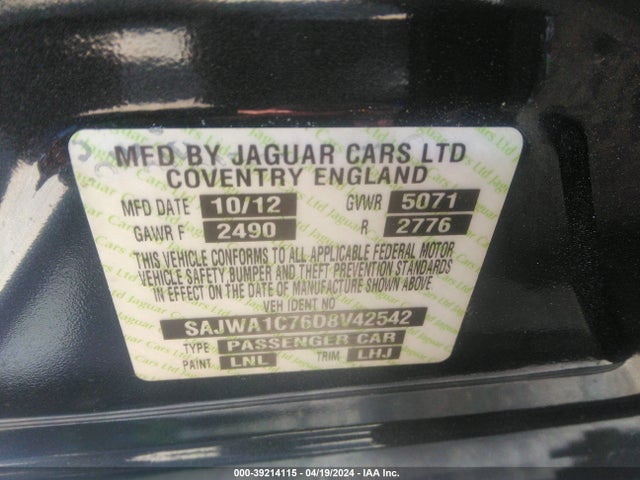 MFD BY JAGUAR CARS LTD
COVENTRY ENGLAND
MFD DATE 10/12 GVWR 5071
GAWR F 2490 R 2776
THIS VEHICLE CONFORMS TO ALL APPLICABLE FEDERAL MOTOR
VEHICLE SAFETY BUMPER AND THEFT PREVENTION STANDARDS
IN EFFECT ON THE DATE OF MANUFACTURE SHOWN ABOVE
VEH IDENT NO
SAJWA1C76D8V42542
TYPE PASSENGER CAR
PAINT LNL TRIM LHJ
000-39214115 - 04/19/2024 - IAA Inc.